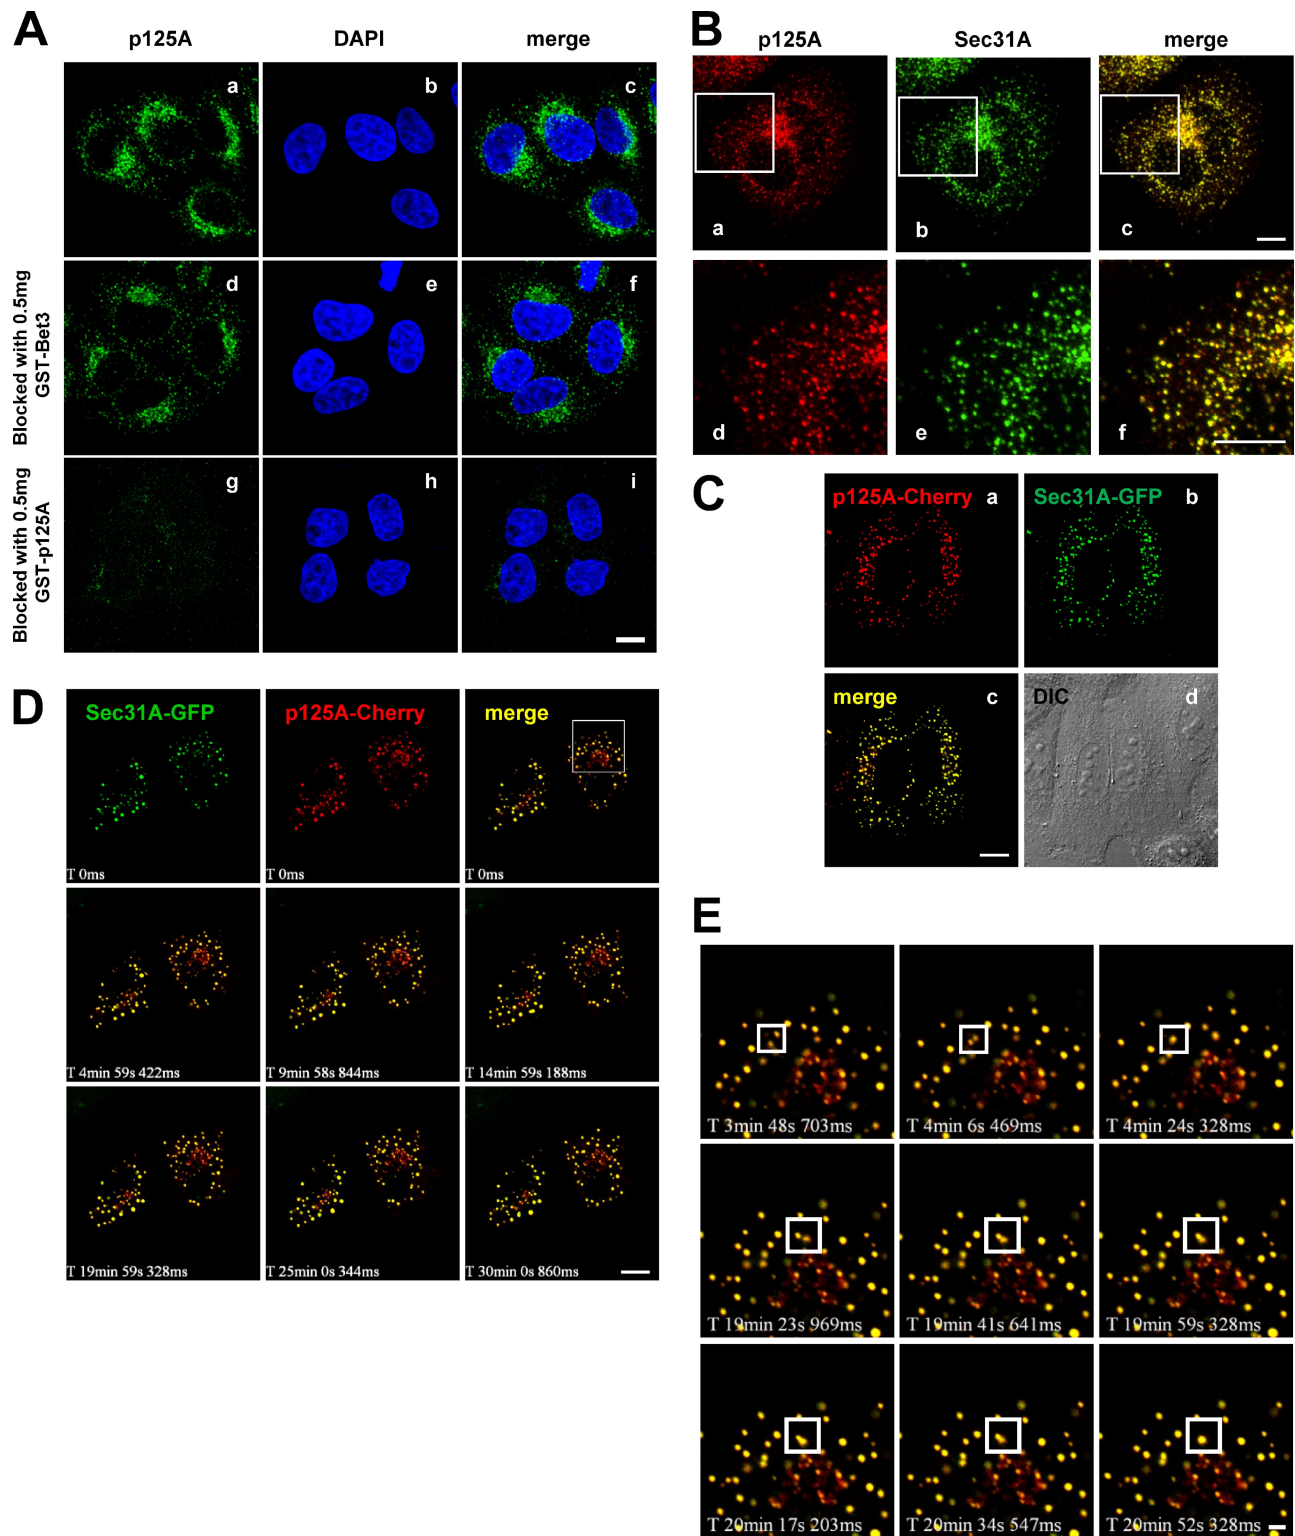 A
p125A DAPI merge
a b c
Blocked with 0.5mg
GST-Bet3
d e f
Blocked with 0.5mg
GST-p125A
g h i
B
p125A Sec31A merge
a b c
d e f
C
p125A-Cherry a Sec31A-GFP b
merge c DIC d
D
Sec31A-GFP p125A-Cherry merge
T 0ms T 0ms T 0ms
T 4min 59s 422ms T 9min 58s 844ms T 14min 59s 188ms
T 19min 59s 328ms T 25min 0s 344ms T 30min 0s 860ms
E
T 3min 48s 703ms T 4min 6s 469ms T 4min 24s 328ms
T 19min 23s 969ms T 19min 41s 641ms T 19min 59s 328ms
T 20min 17s 203ms T 20min 34s 547ms T 20min 52s 328ms